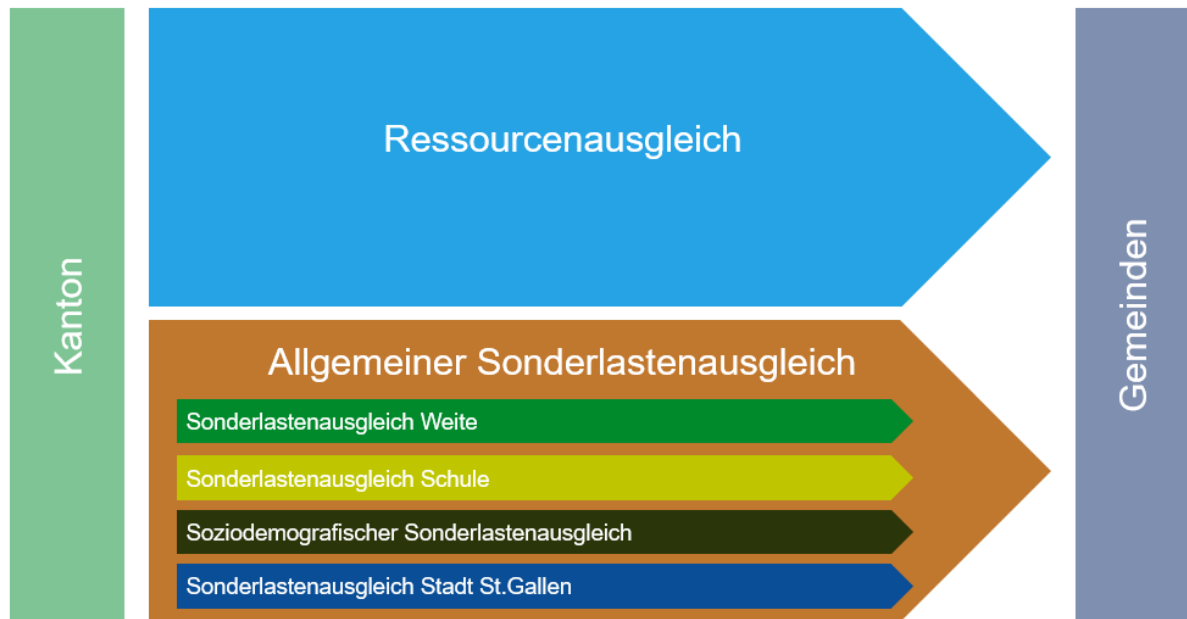 Kanton
Ressourcenausgleich
Allgemeiner Sonderlastenausgleich
Sonderlastenausgleich Weite
Sonderlastenausgleich Schule
Soziodemografischer Sonderlastenausgleich
Sonderlastenausgleich Stadt St.Gallen
Gemeinden